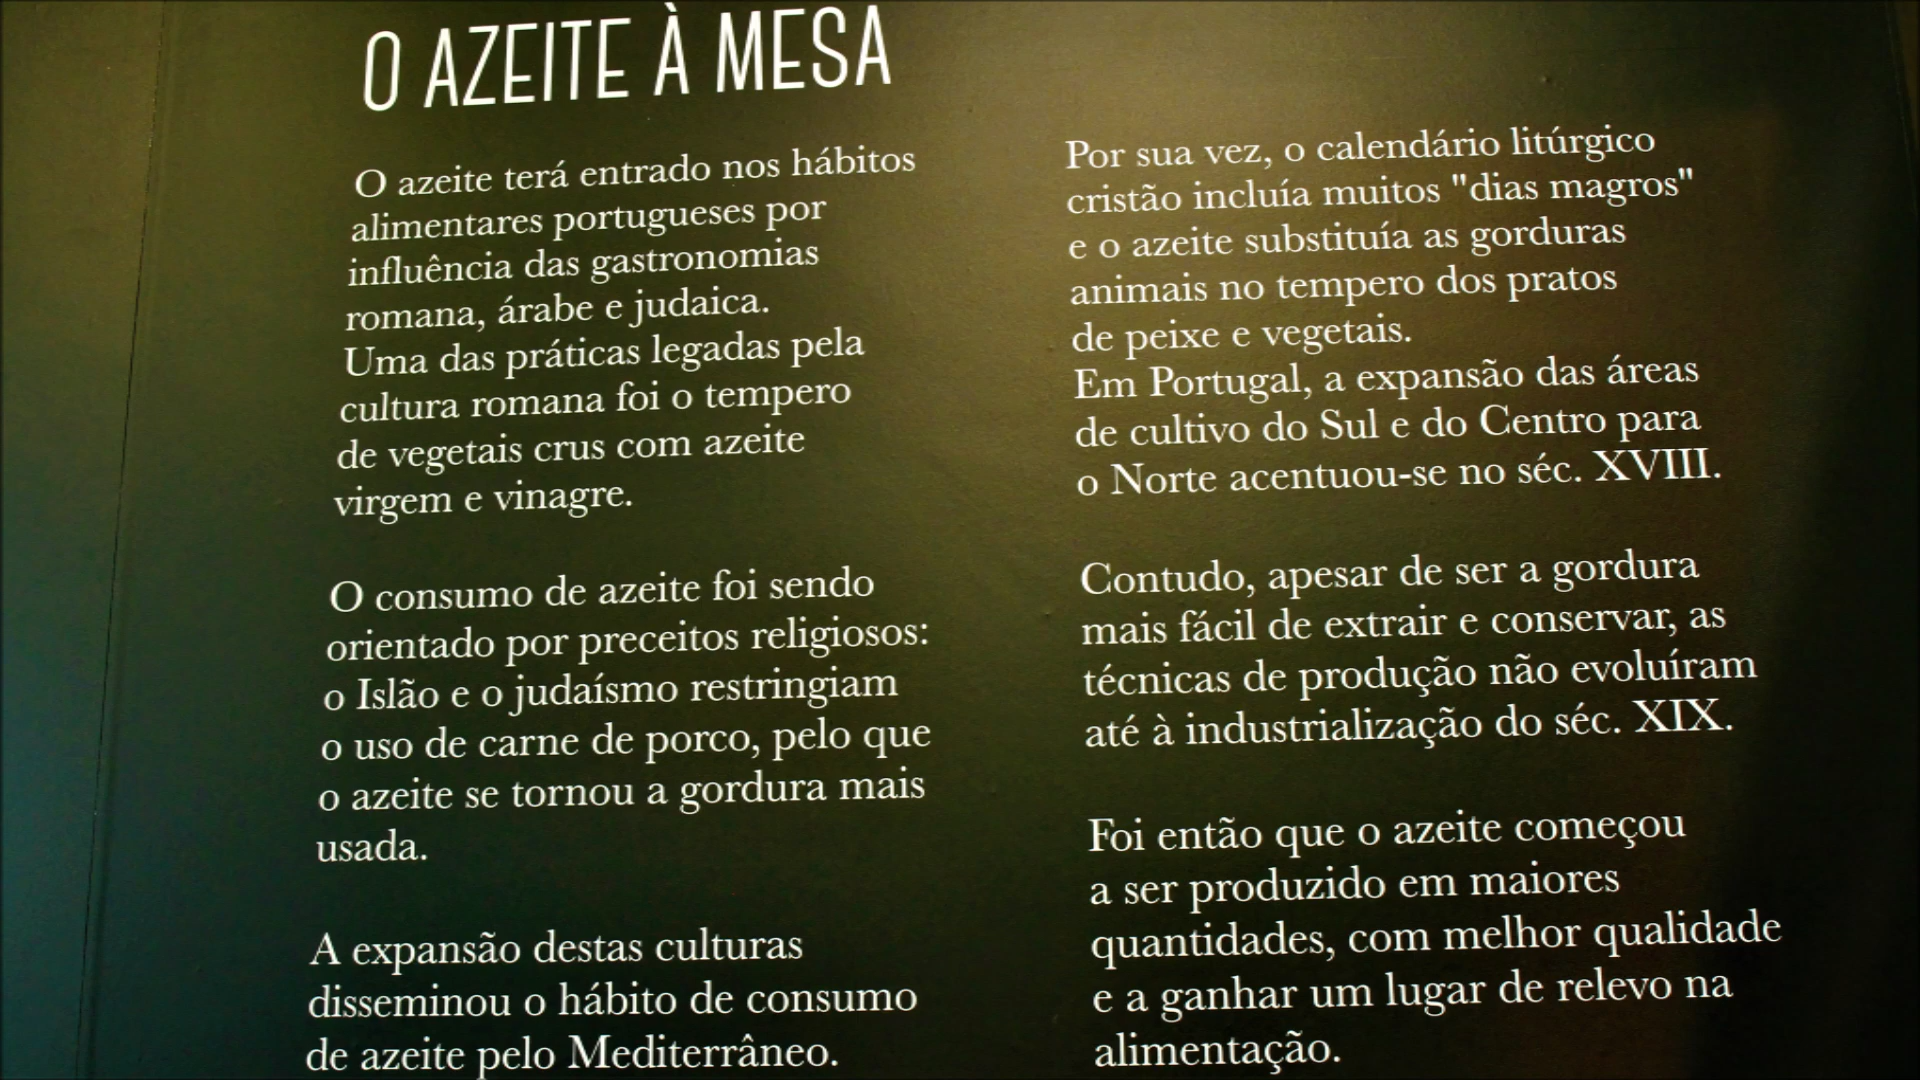 O AZEITE À MESA
O azeite terá entrado nos hábitos
alimentares portugueses por
influência das gastronomias
romana, árabe e judaica.
Uma das práticas legadas pela
cultura romana foi o tempero
de vegetais crus com azeite
virgem e vinagre.
O consumo de azeite foi sendo
orientado por preceitos religiosos:
o Islão e o judaísmo restringiam
o uso de carne de porco, pelo que
o azeite se tornou a gordura mais
usada.
A expansão destas culturas
disseminou o hábito de consumo
de azeite pelo Mediterrâneo.
Por sua vez, o calendário litúrgico
cristão incluía muitos "dias magros"
e o azeite substituía as gorduras
animais no tempero dos pratos
de peixe e vegetais.
Em Portugal, a expansão das áreas
de cultivo do Sul e do Centro para
o Norte acentuou-se no séc. XVIII.
Contudo, apesar de ser a gordura
mais fácil de extrair e conservar, as
técnicas de produção não evoluíram
até à industrialização do séc. XIX.
Foi então que o azeite começou
a ser produzido em maiores
quantidades, com melhor qualidade
e a ganhar um lugar de relevo na
alimentação.